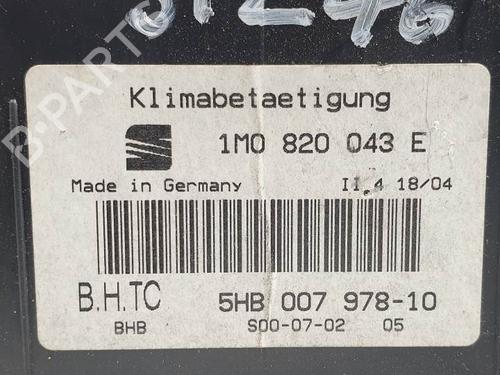 Klimabetaetigung
1M0 820 043 E
Made in Germany II.4 18/04
B.H.TC 5HB 007 978-10
BHB S00-07-02 05
B-PARTS